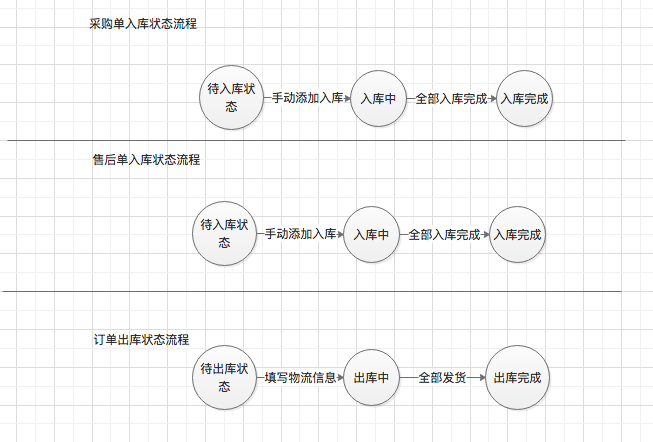 采购单入库状态流程
待入库状
态
手动添加入库
入库中
全部入库完成
入库完成
售后单入库状态流程
待入库状
态
手动添加入库
入库中
全部入库完成
入库完成
订单出库状态流程
待出库状
态
填写物流信息
出库中
全部发货
出库完成